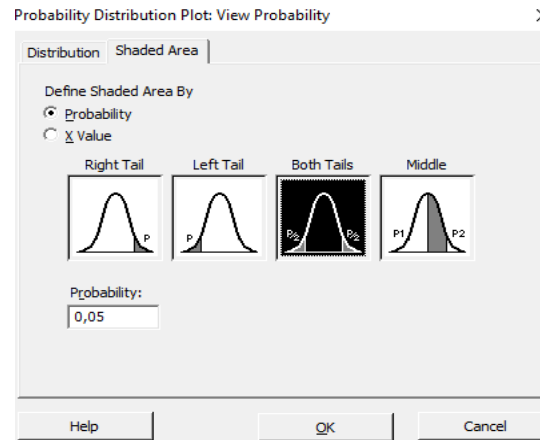 Probability Distribution Plot: View Probability
Distribution Shaded Area
Define Shaded Area By
Probability
X Value
Right Tail Left Tail Both Tails Middle
P P P/2 P/2 P1 P2
Probability:
0,05
Help OK Cancel